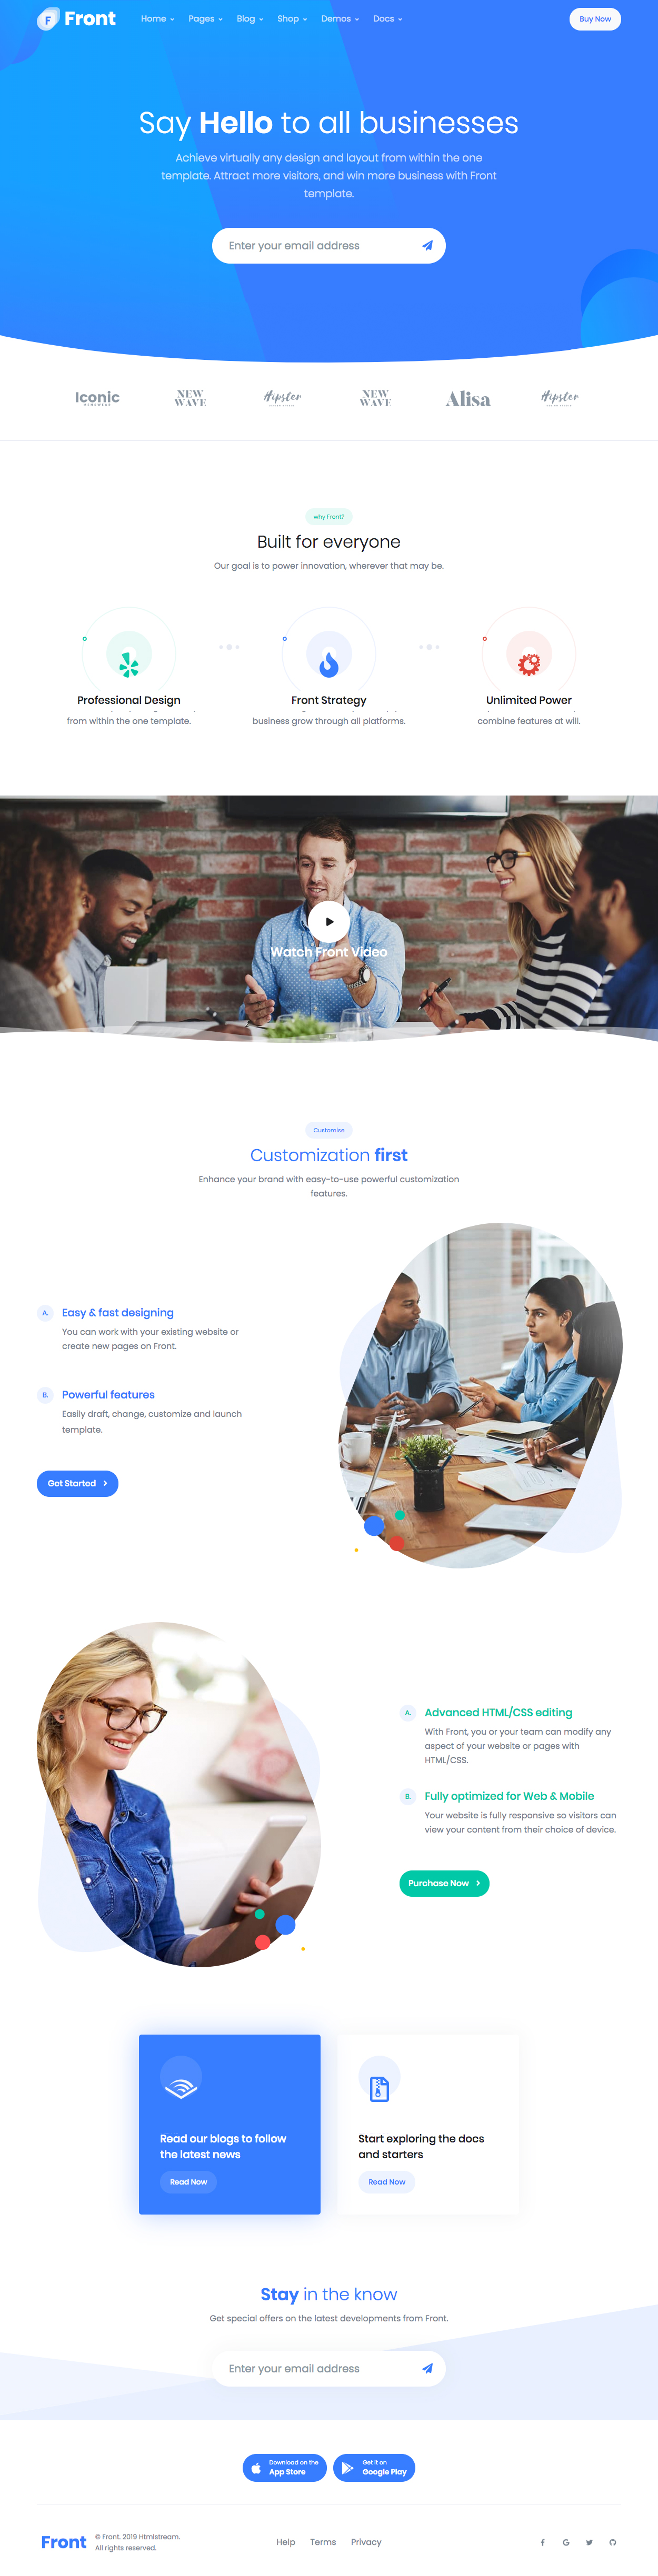 F Front Home Pages Blog Shop Demos Docs Buy Now
Say Hello to all businesses
Achieve virtually any design and layout from within the one
template. Attract more visitors, and win more business with Front
template.
Enter your email address
Iconic
NEW
WAVE
Hipster
NEW
WAVE
Alisa
Hipster
why Front?
Built for everyone
Our goal is to power innovation, wherever that may be.
Professional Design
from within the one template.
Front Strategy
business grow through all platforms.
Unlimited Power
combine features at will.
Watch Front Video
Customise
Customization first
Enhance your brand with easy-to-use powerful customization
features.
A. Easy & fast designing
You can work with your existing website or
create new pages on Front.
B. Powerful features
Easily draft, change, customize and launch
template.
Get Started
A. Advanced HTML/CSS editing
With Front, you or your team can modify any
aspect of your website or pages with
HTML/CSS.
B. Fully optimized for Web & Mobile
Your website is fully responsive so visitors can
view your content from their choice of device.
Purchase Now
Read our blogs to follow
the latest news
Read Now
Start exploring the docs
and starters
Read Now
Stay in the know
Get special offers on the latest developments from Front.
Enter your email address
Download on the
App Store
Get it on
Google Play
Front
© Front. 2019 Htmlstream.
All rights reserved.
Help Terms Privacy